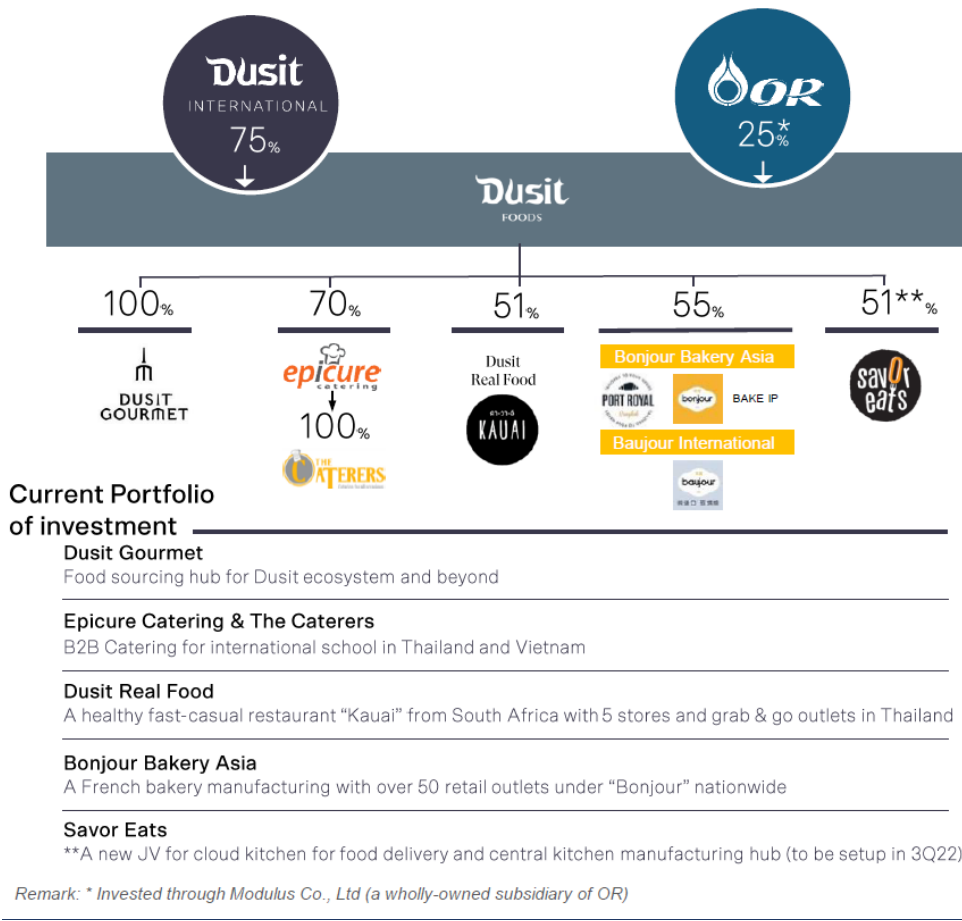 Dusit
INTERNATIONAL
75%
OR
25*%
Dusit
FOODS
100%
70%
51%
55%
51**%
DUSIT
GOURMET
epicure
catering
100%
THE
CATERERS
Dusit
Real Food
คา-วา-อิ
KAUAI
Bonjour Bakery Asia
PORT ROYAL
bonjour
BAKE IP
Baujour International
baujour
savOr
eats
Current Portfolio
of investment
Dusit Gourmet
Food sourcing hub for Dusit ecosystem and beyond
Epicure Catering & The Caterers
B2B Catering for international school in Thailand and Vietnam
Dusit Real Food
A healthy fast-casual restaurant “Kauai” from South Africa with 5 stores and grab & go outlets in Thailand
Bonjour Bakery Asia
A French bakery manufacturing with over 50 retail outlets under “Bonjour” nationwide
Savor Eats
**A new JV for cloud kitchen for food delivery and central kitchen manufacturing hub (to be setup in 3Q22)
Remark: * Invested through Modulus Co., Ltd (a wholly-owned subsidiary of OR)